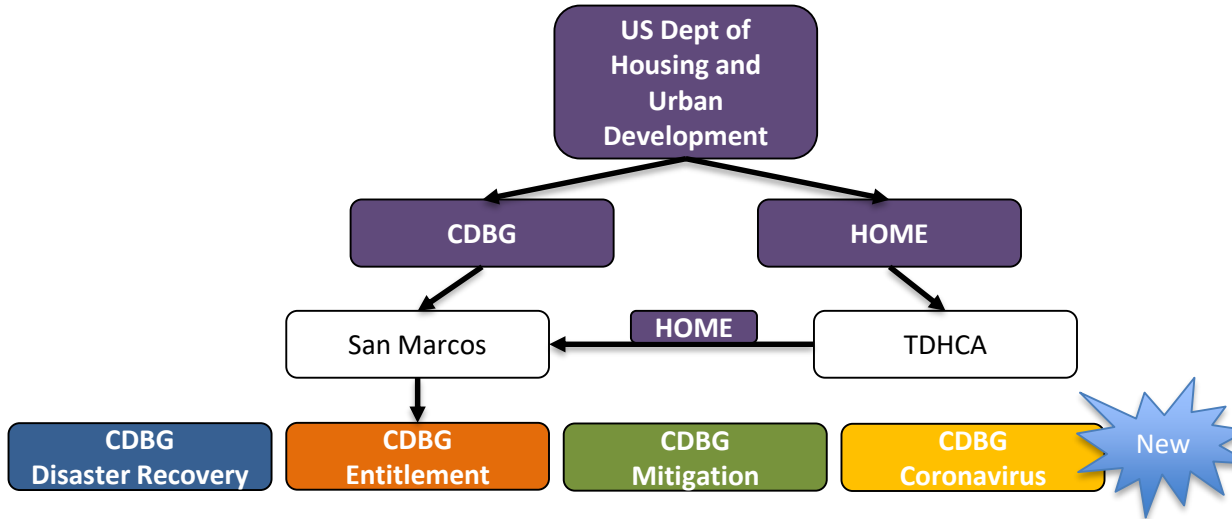 US Dept of
Housing and
Urban
Development
CDBG
HOME
San Marcos
HOME
TDHCA
CDBG
Disaster Recovery
CDBG
Entitlement
CDBG
Mitigation
CDBG
Coronavirus
New